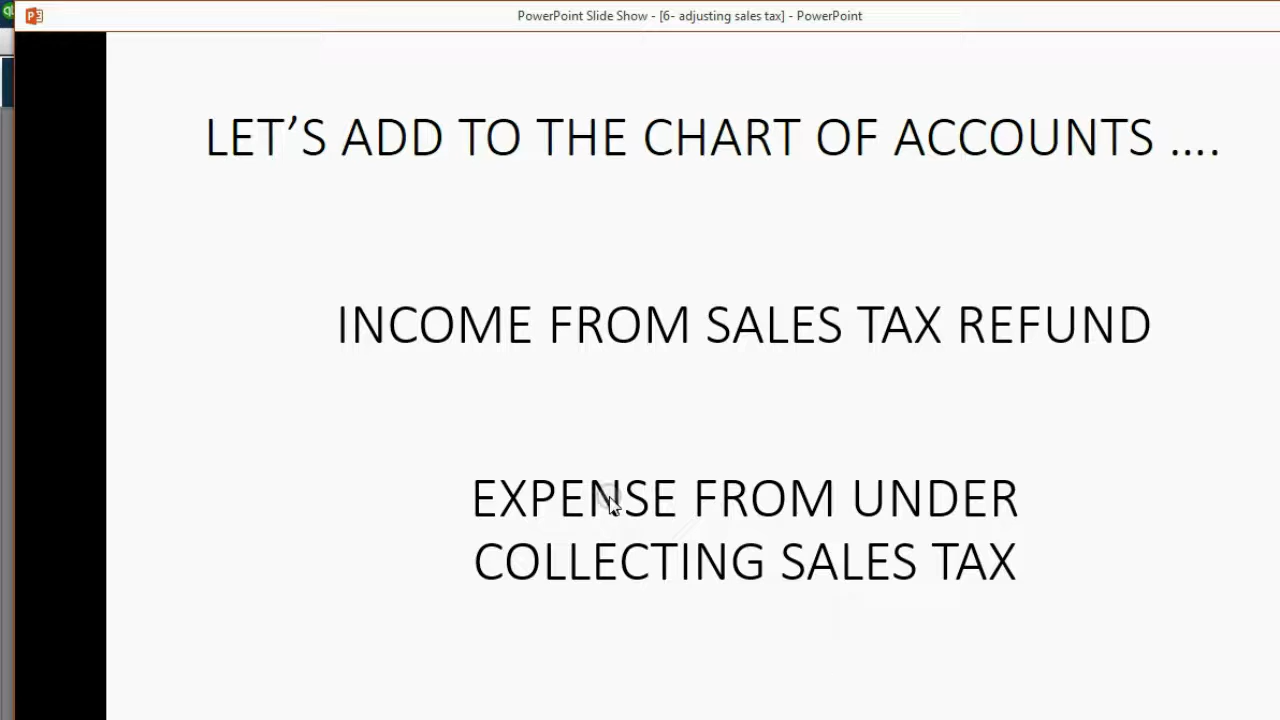 PowerPoint Slide Show - [6- adjusting sales tax] - PowerPoint
LET’S ADD TO THE CHART OF ACCOUNTS ....
INCOME FROM SALES TAX REFUND
EXPENSE FROM UNDER
COLLECTING SALES TAX